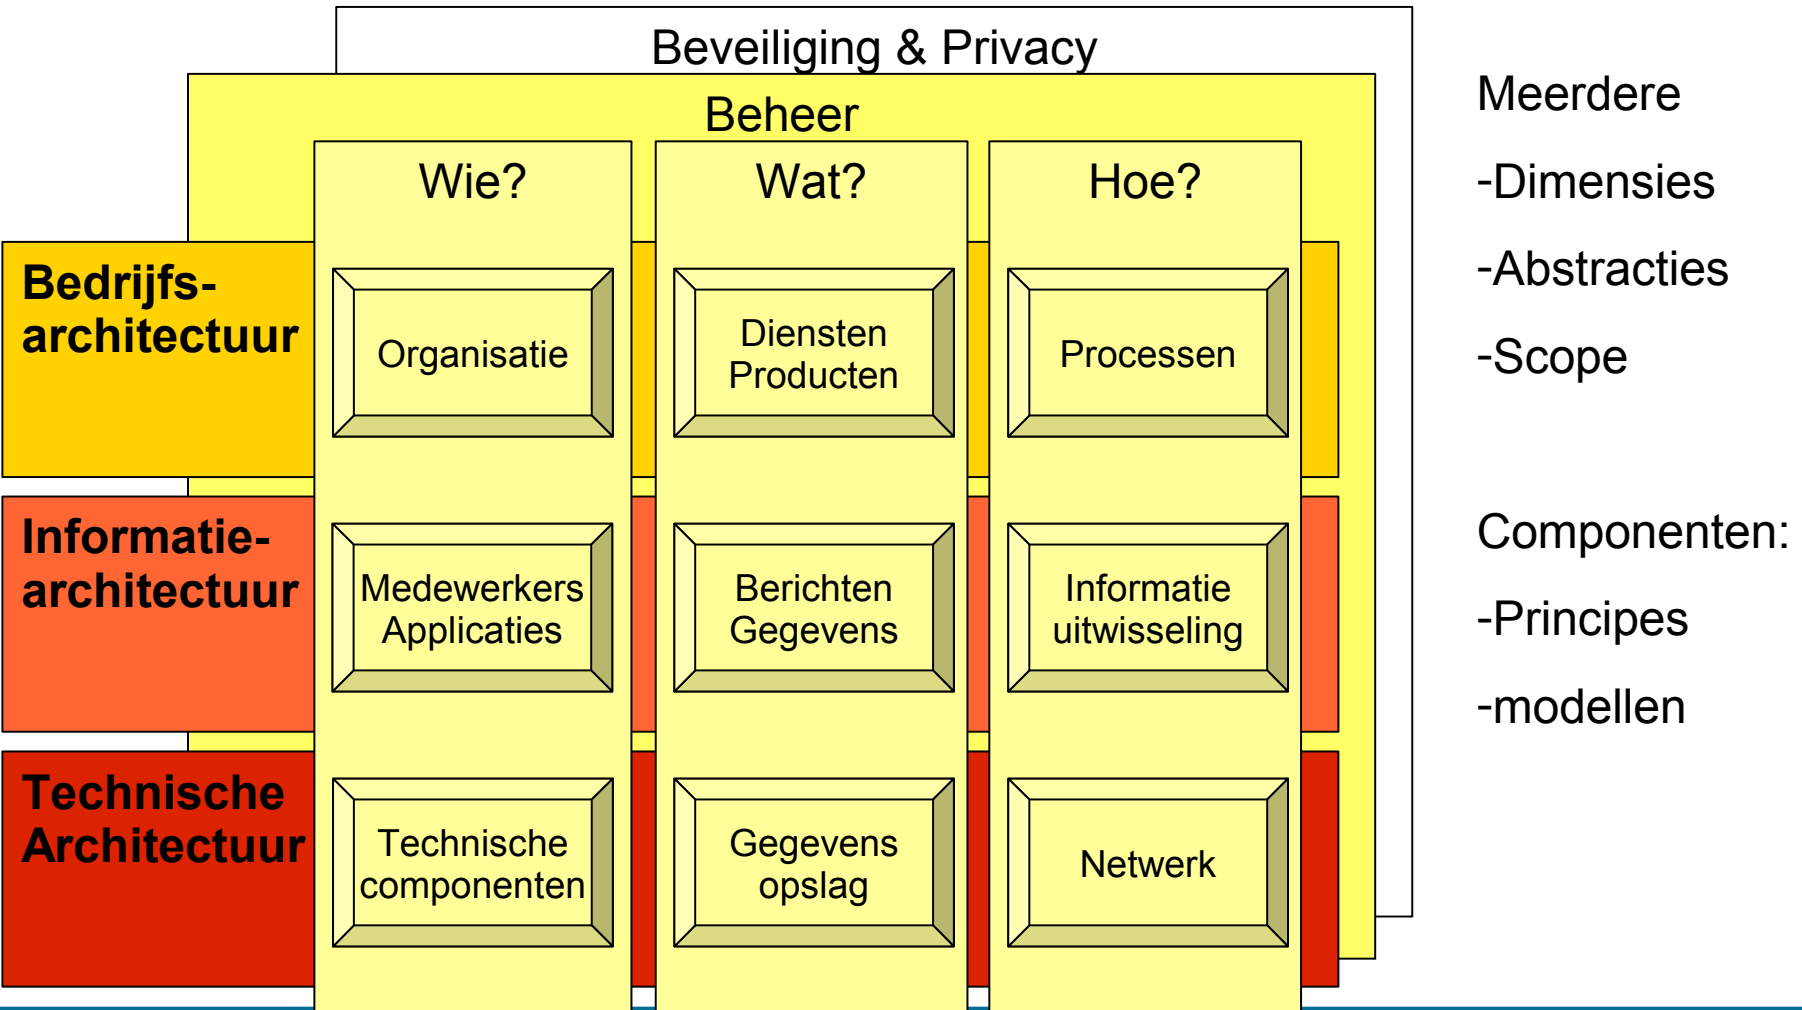 Beveiliging & Privacy
Beheer
Wie?
Wat?
Hoe?
Bedrijfs-
architectuur
Organisatie
Diensten
Producten
Processen
Informatie-
architectuur
Medewerkers
Applicaties
Berichten
Gegevens
Informatie
uitwisseling
Technische
Architectuur
Technische
componenten
Gegevens
opslag
Netwerk
Meerdere
-Dimensies
-Abstracties
-Scope
Componenten:
-Principes
-modellen